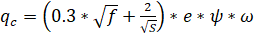 q_c = (0.3 * √f + 2/√S) * e * ψ * ω